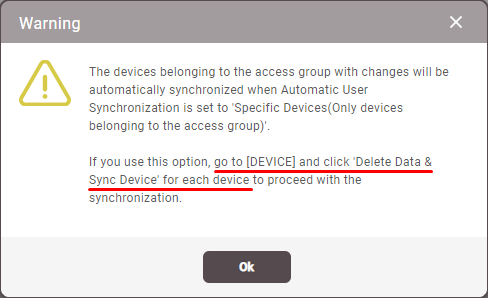 Warning
The devices belonging to the access group with changes will be
automatically synchronized when Automatic User
Synchronization is set to 'Specific Devices(Only devices
belonging to the access group)'.
If you use this option, go to [DEVICE] and click 'Delete Data &
Sync Device' for each device to proceed with the
synchronization.
Ok